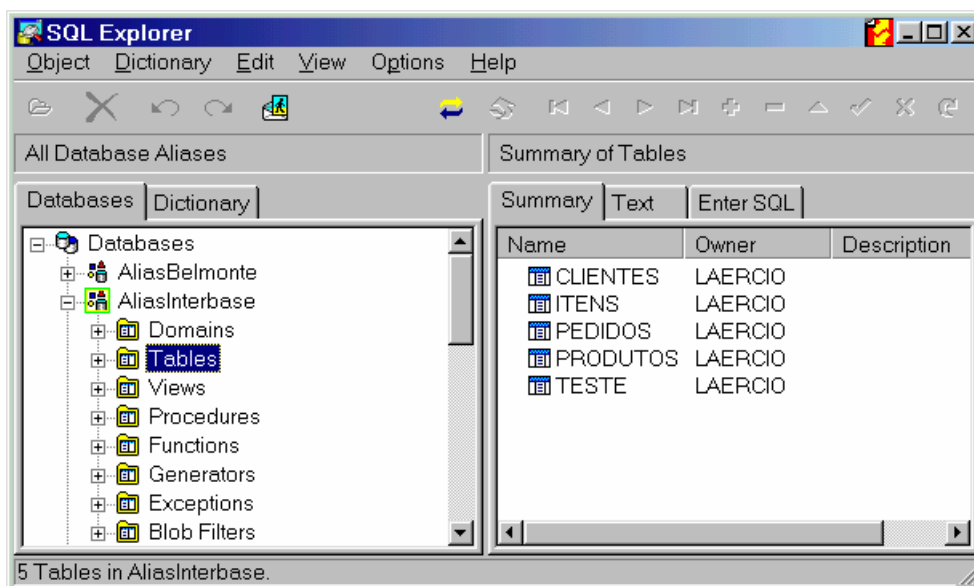 SQL Explorer
Object Dictionary Edit View Options Help
All Database Aliases
Summary of Tables
Databases Dictionary
Summary Text Enter SQL
Databases
AliasBelmonte
AliasInterbase
Domains
Tables
Views
Procedures
Functions
Generators
Exceptions
Blob Filters
Name Owner Description
CLIENTES LAERCIO
ITENS LAERCIO
PEDIDOS LAERCIO
PRODUTOS LAERCIO
TESTE LAERCIO
5 Tables in AliasInterbase.